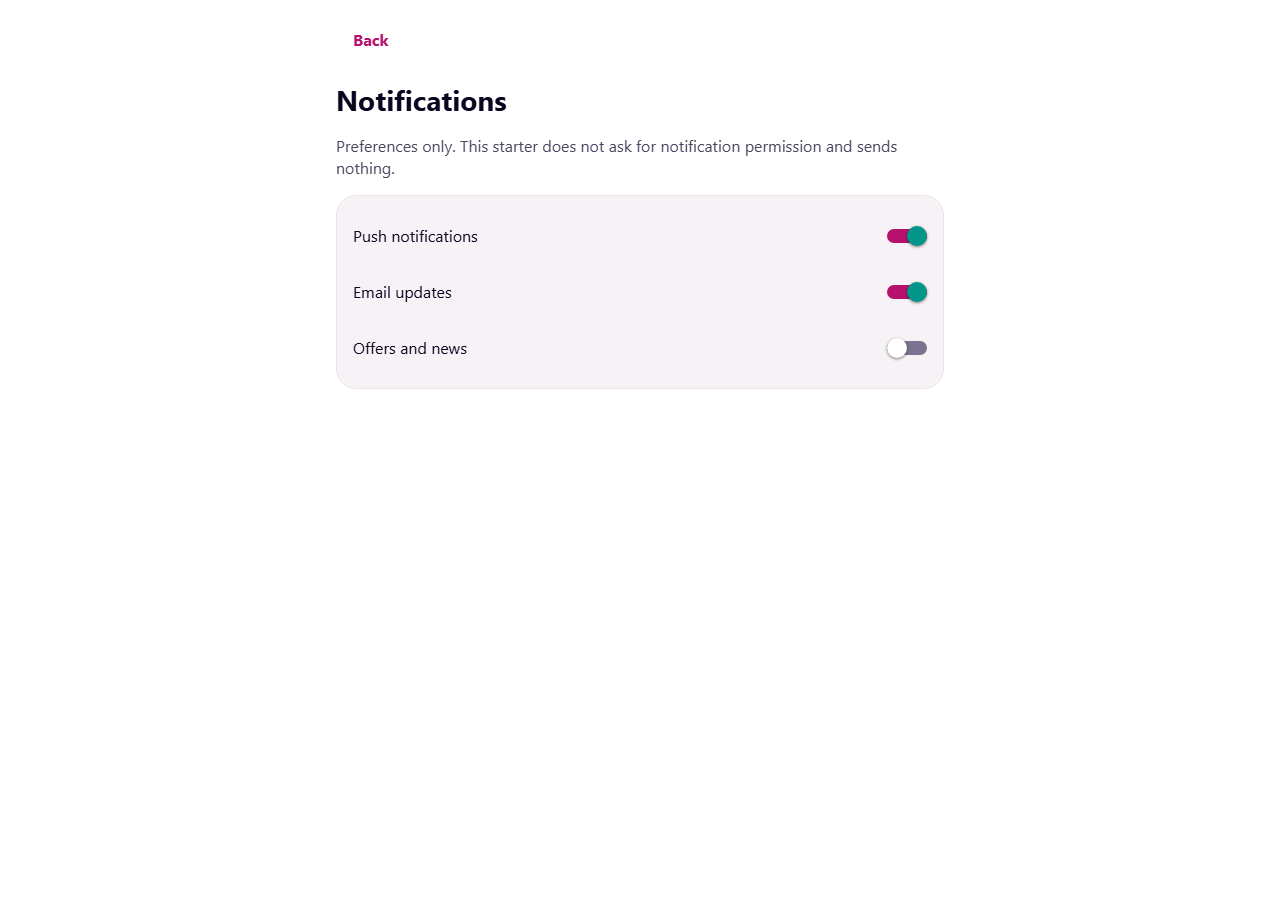 Back
Notifications
Preferences only. This starter does not ask for notification permission and sends
nothing.
Push notifications
Email updates
Offers and news